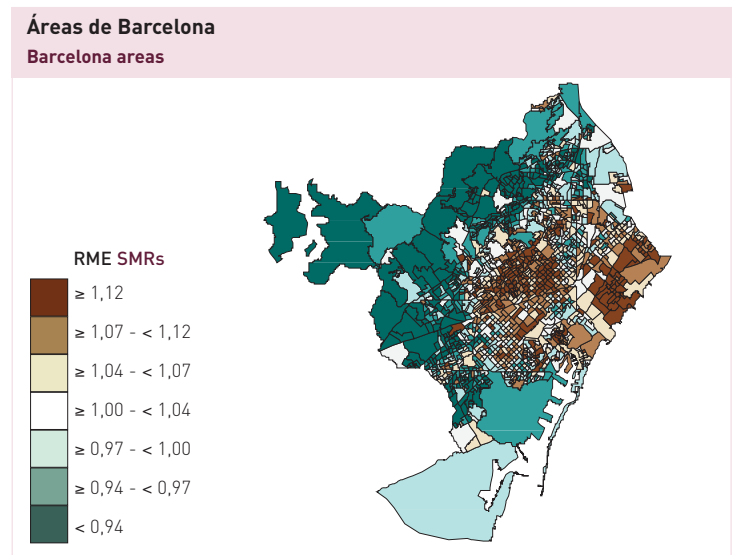 Áreas de Barcelona
Barcelona areas
RME SMRs
≥ 1,12
≥ 1,07 - < 1,12
≥ 1,04 - < 1,07
≥ 1,00 - < 1,04
≥ 0,97 - < 1,00
≥ 0,94 - < 0,97
< 0,94